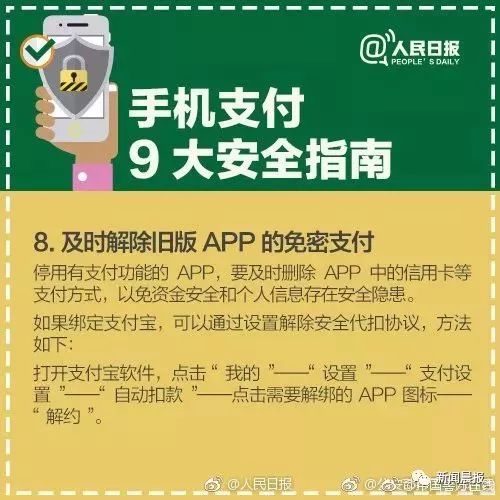 @人民日报
PEOPLE'S DAILY
手机支付
9大安全指南
8. 及时解除旧版 APP 的免密支付
停用有支付功能的 APP，要及时删除 APP 中的信用卡等
支付方式，以免资金安全和个人信息存在安全隐患。
如果绑定支付宝，可以通过设置解除安全代扣协议，方法
如下：
打开支付宝软件，点击“ 我的 ”——“ 设置 ”——“ 支付设
置 ”——“ 自动扣款 ”——点击需要解绑的 APP 图标——
“ 解约 ”。
新闻晨报
@人民日报